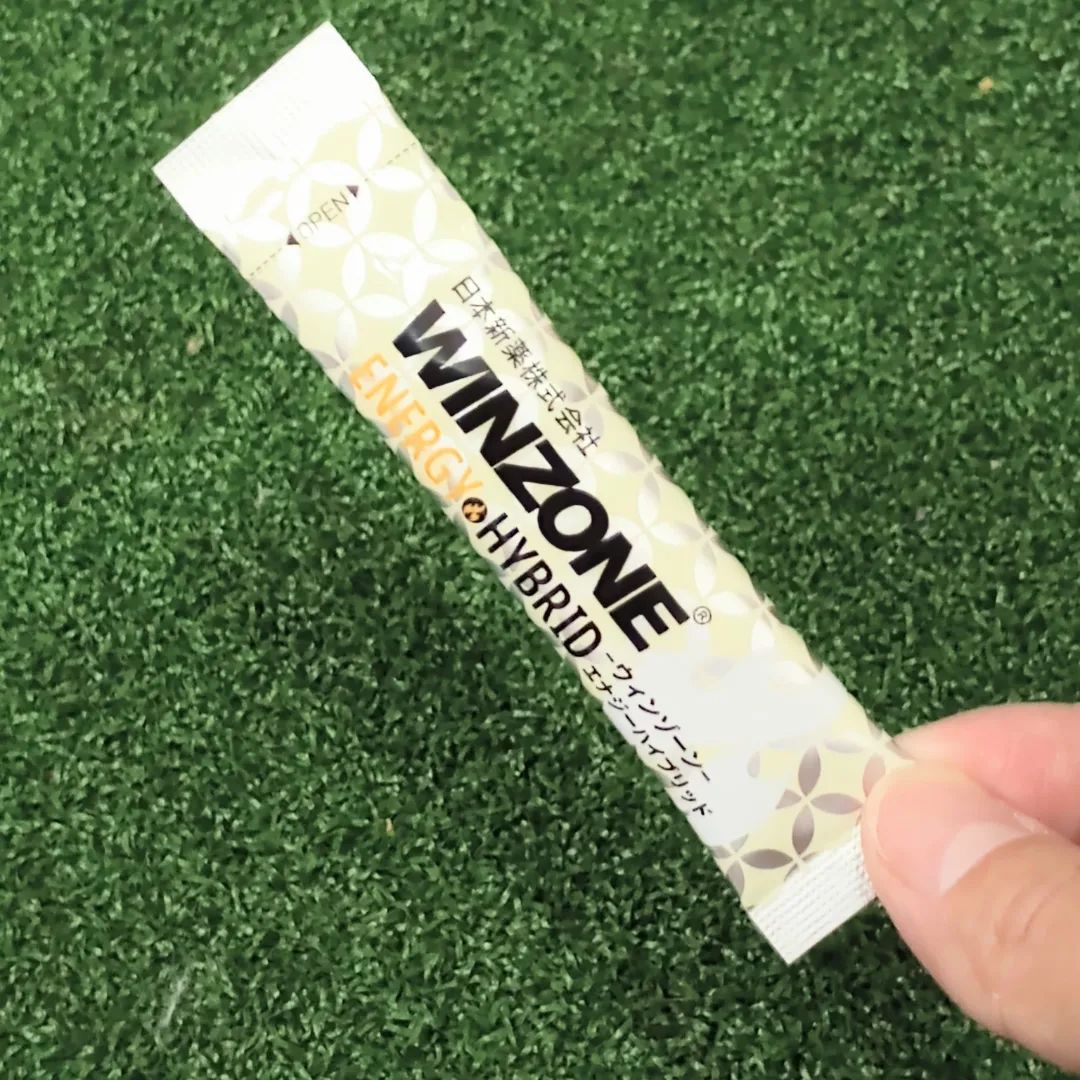 ◀OPEN▶
日本新薬株式会社
WINZONE®
ENERGY+HYBRID
-ウインゾーン-
エナジーハイブリッド